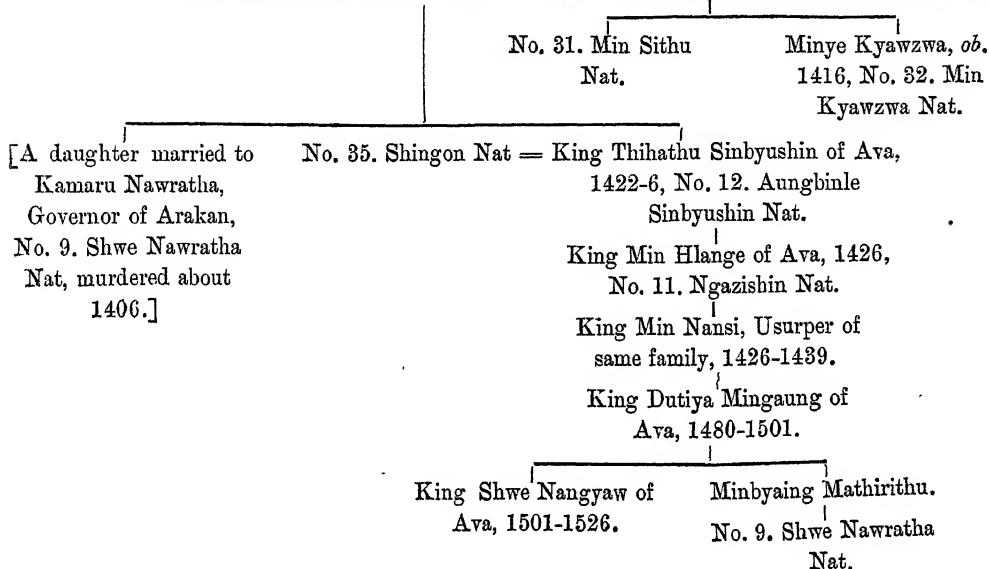 No. 31. Min Sithu
Nat.
Minye Kyawzwa, ob.
1416, No. 32. Min
Kyawzwa Nat.
[A daughter married to
Kamaru Nawratha,
Governor of Arakan,
No. 9. Shwe Nawratha
Nat, murdered about
1406.]
No. 35. Shingon Nat = King Thihathu Sinbyushin of Ava,
1422-6, No. 12. Aungbinle
Sinbyushin Nat.
King Min Hlange of Ava, 1426,
No. 11. Ngazishin Nat.
King Min Nansi, Usurper of
same family, 1426-1439.
King Dutiya Mingaung of
Ava, 1480-1501.
King Shwe Nangyaw of
Ava, 1501-1526.
Minbyaing Mathirithu.
No. 9. Shwe Nawratha
Nat.